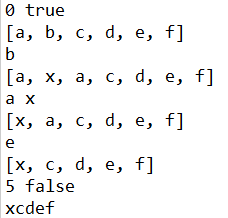 0 true
[a, b, c, d, e, f]
b
[a, x, a, c, d, e, f]
a x
[x, a, c, d, e, f]
e
[x, c, d, e, f]
5 false
xcdef